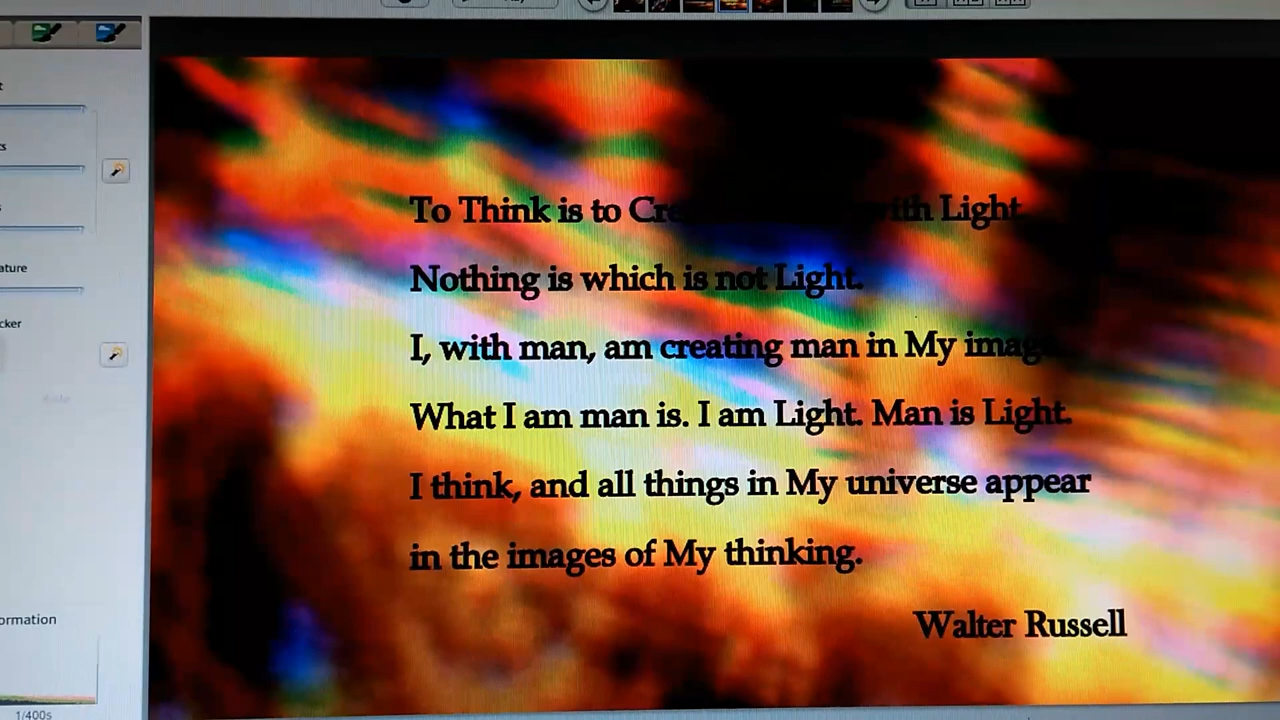 ature
cker
ormation
1/400s
To Think is to with Light
Nothing is which is not Light.
I, with man, am creating man in My image
What I am man is. I am Light. Man is Light.
I think, and all things in My universe appear
in the images of My thinking.
Walter Russell